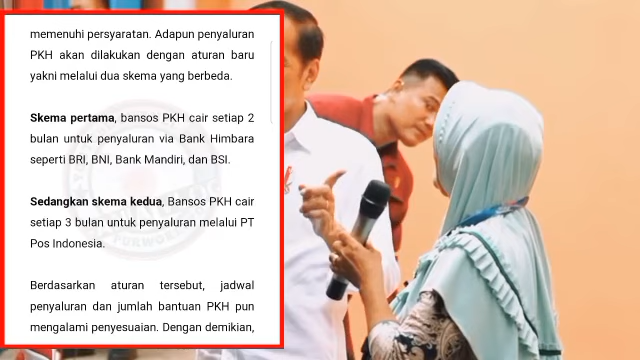 memenuhi persyaratan. Adapun penyaluran
PKH akan dilakukan dengan aturan baru
yakni melalui dua skema yang berbeda.
Skema pertama, bansos PKH cair setiap 2
bulan untuk penyaluran via Bank Himbara
seperti BRI, BNI, Bank Mandiri, dan BSI.
Sedangkan skema kedua, Bansos PKH cair
setiap 3 bulan untuk penyaluran melalui PT
Pos Indonesia.
Berdasarkan aturan tersebut, jadwal
penyaluran dan jumlah bantuan PKH pun
mengalami penyesuaian. Dengan demikian,